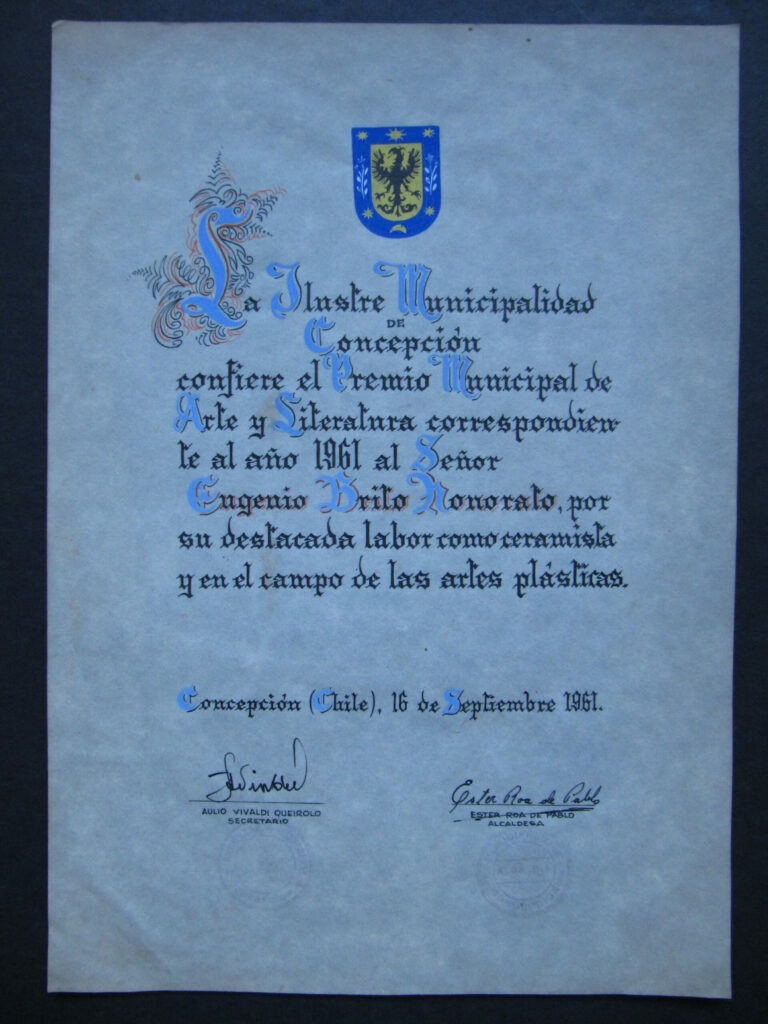 La Ilustre Municipalidad
DE
Concepción
confiere el Premio Municipal de
Arte y Literatura correspondien-
te al año 1961 al Señor
Eugenio Brito Honorato, por
su destacada labor como ceramista
y en el campo de las artes plásticas.
Concepción (Chile), 16 de Septiembre 1961.
AULIO VIVALDI QUEIROLO
SECRETARIO
Ester Roa de Pablo
ESTER ROA DE PABLO
ALCALDESA